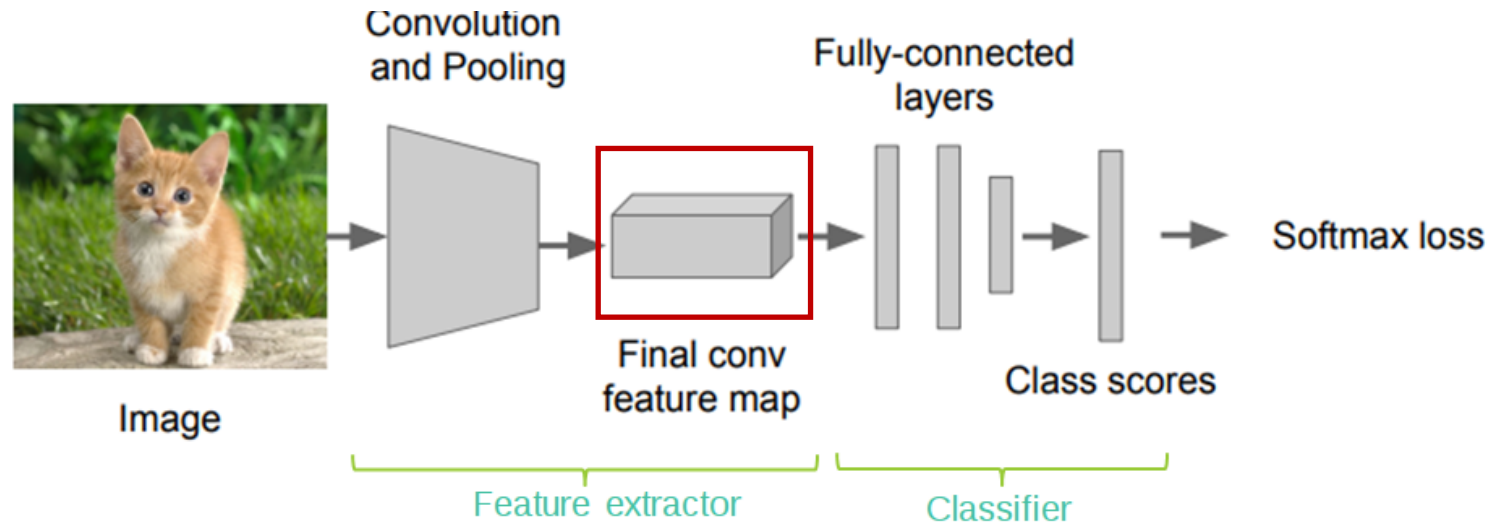 Convolution
and Pooling
Fully-connected
layers
Softmax loss
Final conv
feature map
Class scores
Image
Feature extractor
Classifier